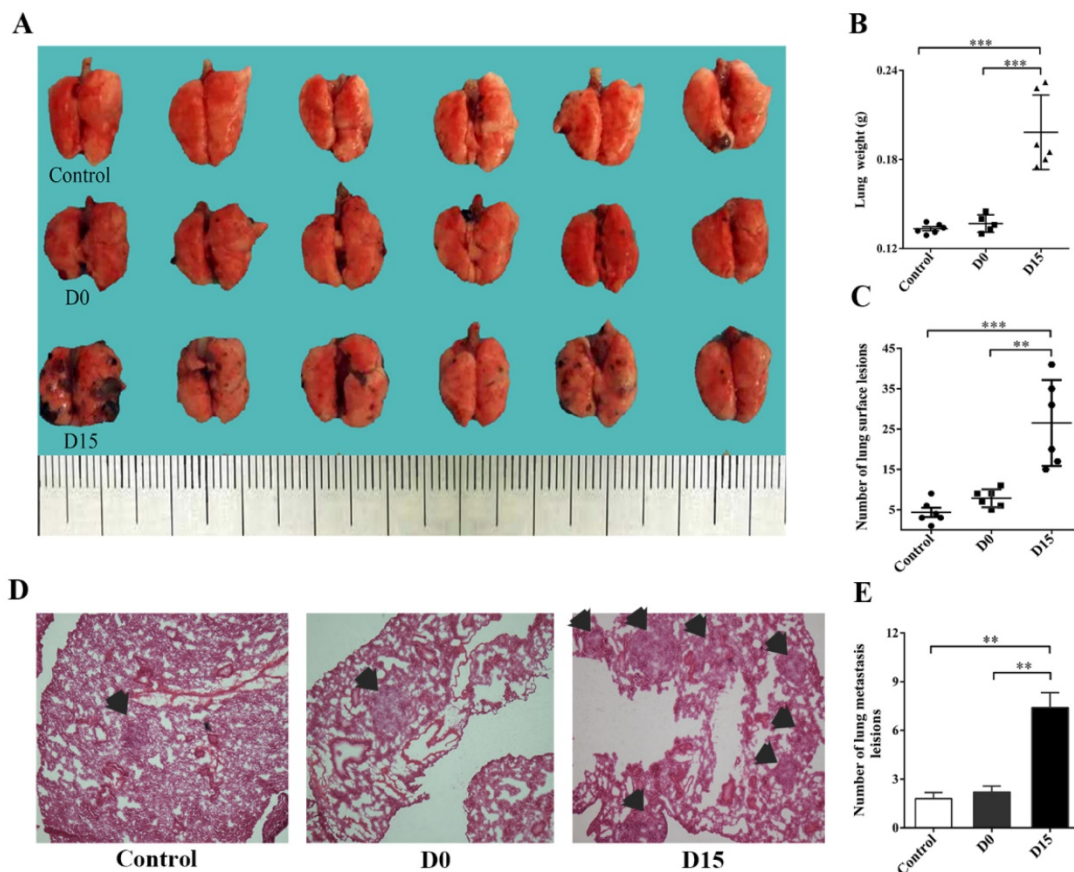 A
Control
D0
D15
B
***
***
Lung weight (g)
0.24
0.18
0.12
Control
D0
D15
C
***
**
Number of lung surface lesions
45
35
25
15
5
Control
D0
D15
D
Control
D0
D15
E
**
**
Number of lung metastasis
leisions
12
9
6
3
0
Control
D0
D15